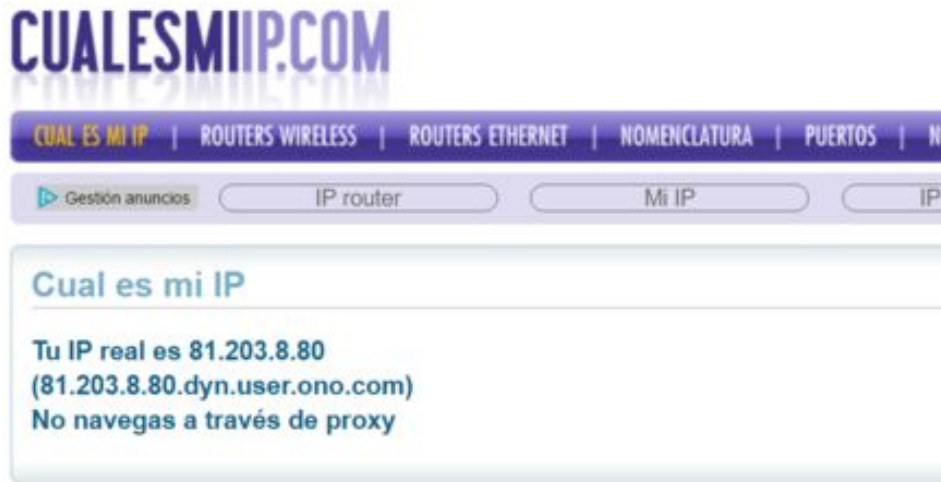 CUALESMIIP.COM
CUAL ES MI IP | ROUTERS WIRELESS | ROUTERS ETHERNET | NOMENCLATURA | PUERTOS | N
Gestión anuncios IP router Mi IP IP
Cual es mi IP
Tu IP real es 81.203.8.80
(81.203.8.80.dyn.user.ono.com)
No navegas a través de proxy